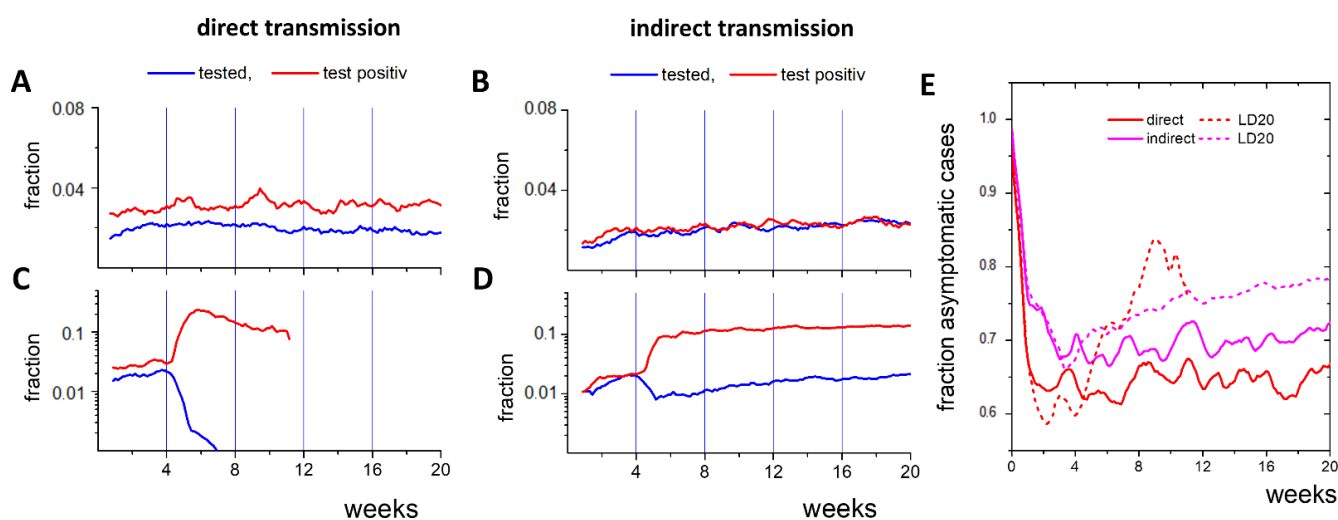 direct transmission
indirect transmission
tested, test positiv
tested, test positiv
A
B
E
0.08
0.04
fraction
0.08
0.04
fraction
C
D
0.1
0.01
fraction
4 8 12 16 20
weeks
0.1
0.01
fraction
4 8 12 16 20
weeks
direct LD20
indirect LD20
1.0
0.9
0.8
0.7
0.6
fraction asymptomatic cases
0 4 8 12 16 20
weeks